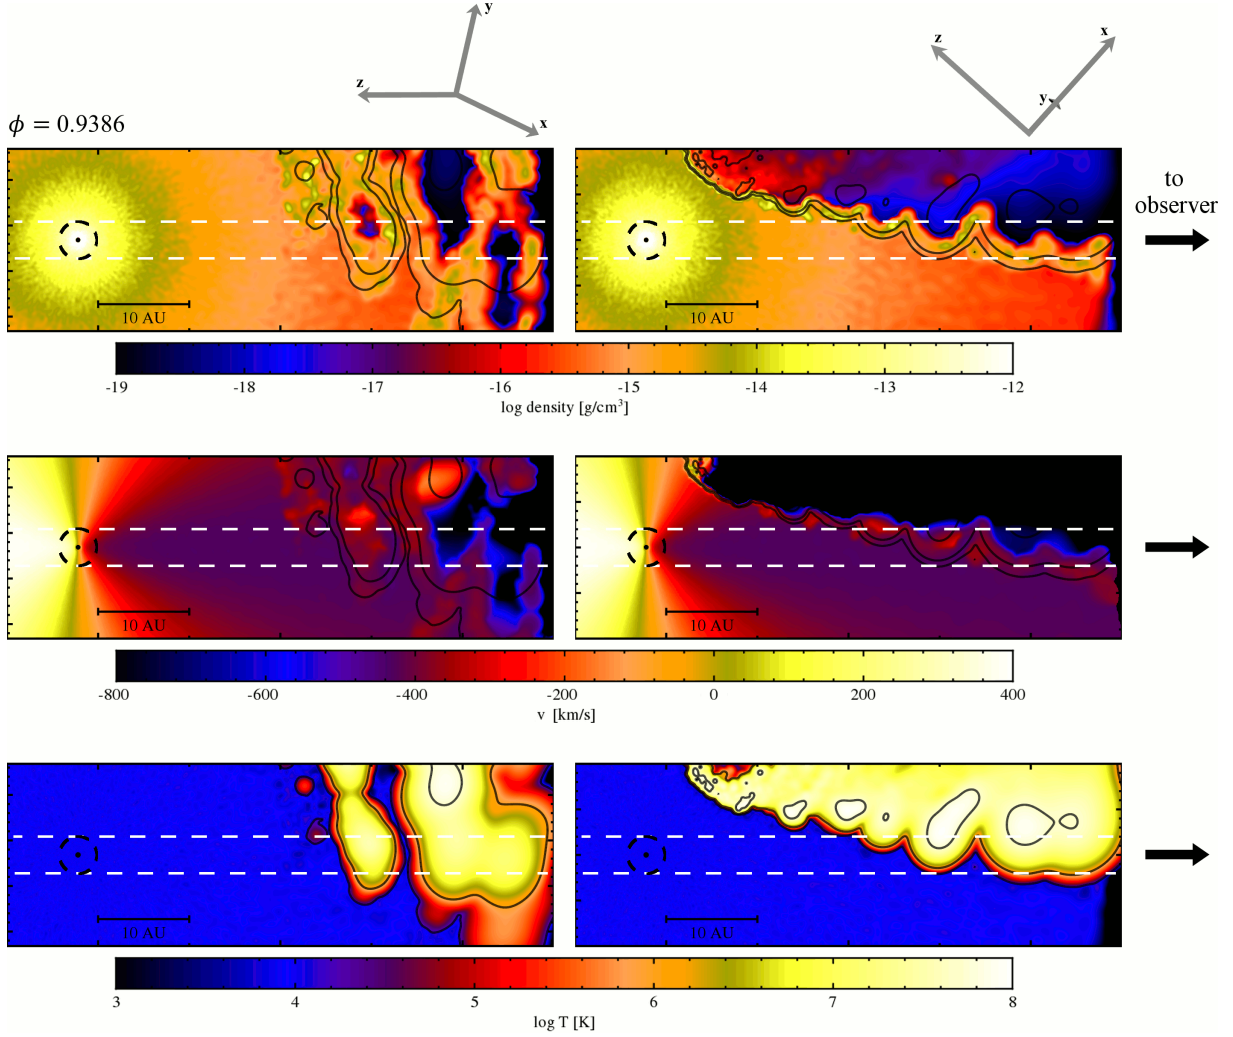 y
z
x
z
x
y
ϕ = 0.9386
to
observer
10 AU
10 AU
-19 -18 -17 -16 -15 -14 -13 -12
log density [g/cm³]
10 AU
10 AU
-800 -600 -400 -200 0 200 400
v [km/s]
10 AU
10 AU
3 4 5 6 7 8
log T [K]